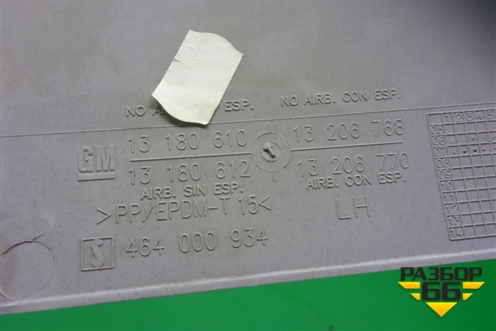 NO AIRB. SIN ESP. NO AIRB. CON ESP.
GM 13 180 610 13 206 768
13 180 612 13 206 770
AIRB. SIN ESP. AIRB. CON ESP.
>PP/EPDM-T 15< LH
464 000 934
РАЗБОР
66